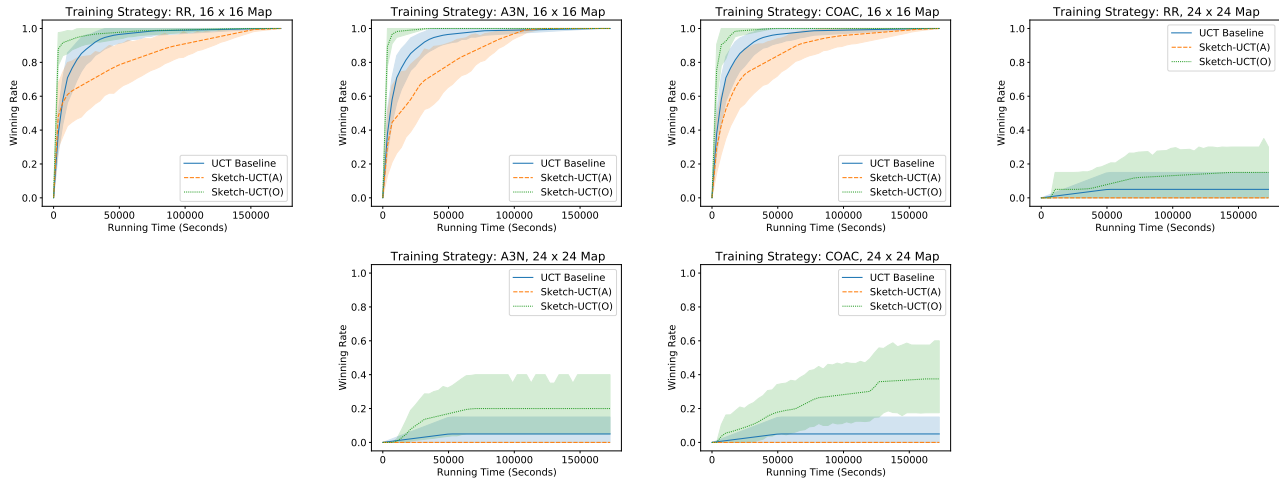 Training Strategy: RR, 16 x 16 Map
1.0
0.8
0.6
0.4
0.2
0.0
Winning Rate
UCT Baseline
Sketch-UCT(A)
Sketch-UCT(O)
0 50000 100000 150000
Running Time (Seconds)
Training Strategy: A3N, 16 x 16 Map
1.0
0.8
0.6
0.4
0.2
0.0
Winning Rate
UCT Baseline
Sketch-UCT(A)
Sketch-UCT(O)
0 50000 100000 150000
Running Time (Seconds)
Training Strategy: COAC, 16 x 16 Map
1.0
0.8
0.6
0.4
0.2
0.0
Winning Rate
UCT Baseline
Sketch-UCT(A)
Sketch-UCT(O)
0 50000 100000 150000
Running Time (Seconds)
Training Strategy: RR, 24 x 24 Map
1.0
0.8
0.6
0.4
0.2
0.0
Winning Rate
UCT Baseline
Sketch-UCT(A)
Sketch-UCT(O)
0 50000 100000 150000
Running Time (Seconds)
Training Strategy: A3N, 24 x 24 Map
1.0
0.8
0.6
0.4
0.2
0.0
Winning Rate
UCT Baseline
Sketch-UCT(A)
Sketch-UCT(O)
0 50000 100000 150000
Running Time (Seconds)
Training Strategy: COAC, 24 x 24 Map
1.0
0.8
0.6
0.4
0.2
0.0
Winning Rate
UCT Baseline
Sketch-UCT(A)
Sketch-UCT(O)
0 50000 100000 150000
Running Time (Seconds)